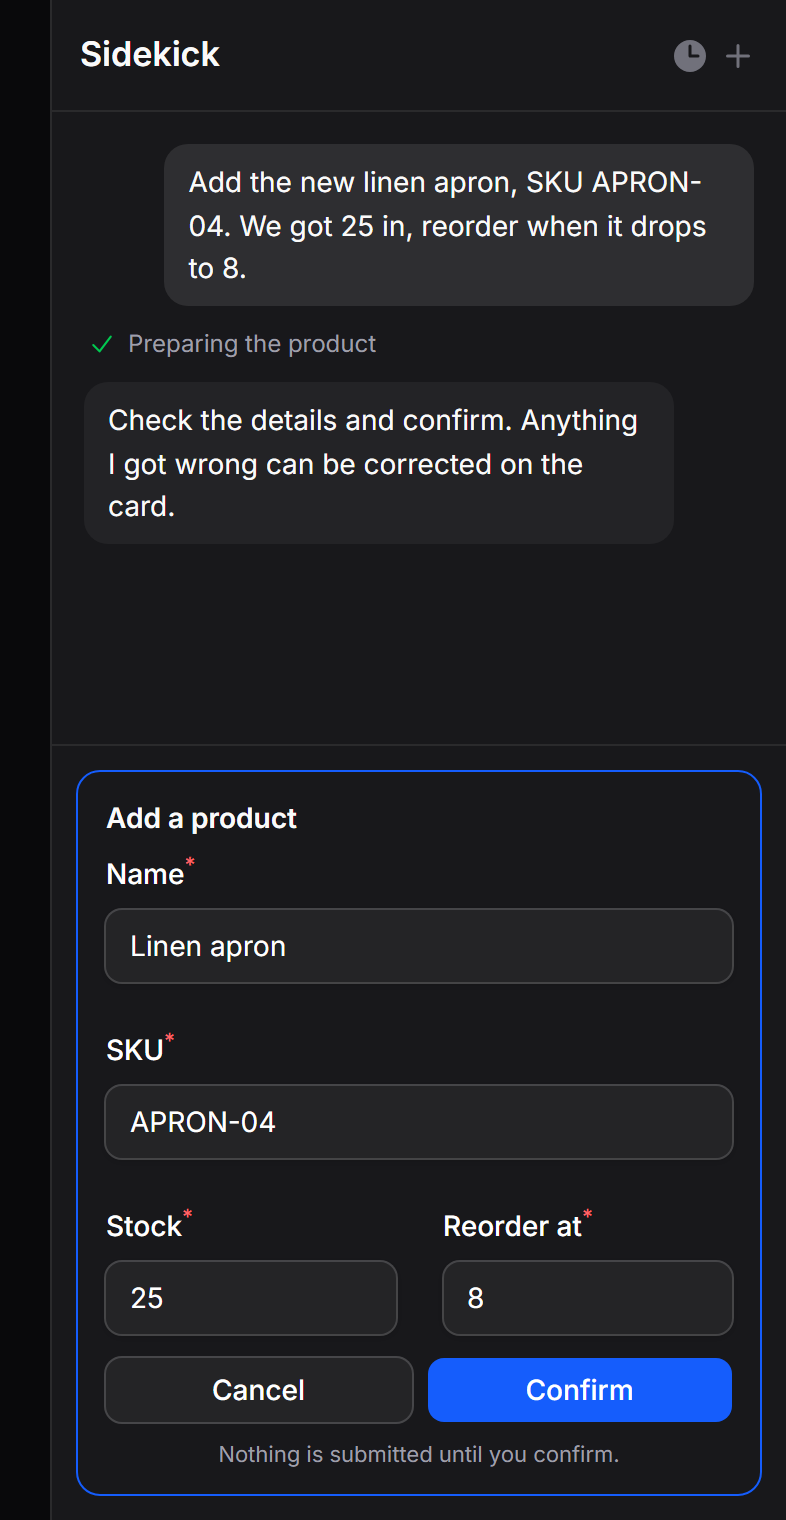 Sidekick
Add the new linen apron, SKU APRON-
04. We got 25 in, reorder when it drops
to 8.
Preparing the product
Check the details and confirm. Anything
I got wrong can be corrected on the
card.
Add a product
Name*
Linen apron
SKU*
APRON-04
Stock* Reorder at*
25 8
Cancel Confirm
Nothing is submitted until you confirm.